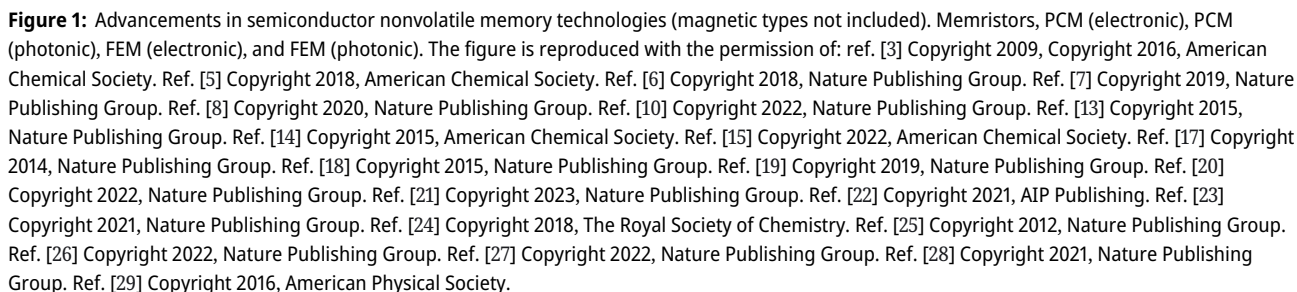 Figure 1: Advancements in semiconductor nonvolatile memory technologies (magnetic types not included). Memristors, PCM (electronic), PCM
(photonic), FEM (electronic), and FEM (photonic). The figure is reproduced with the permission of: ref. [3] Copyright 2009, Copyright 2016, American
Chemical Society. Ref. [5] Copyright 2018, American Chemical Society. Ref. [6] Copyright 2018, Nature Publishing Group. Ref. [7] Copyright 2019, Nature
Publishing Group. Ref. [8] Copyright 2020, Nature Publishing Group. Ref. [10] Copyright 2022, Nature Publishing Group. Ref. [13] Copyright 2015,
Nature Publishing Group. Ref. [14] Copyright 2015, American Chemical Society. Ref. [15] Copyright 2022, American Chemical Society. Ref. [17] Copyright
2014, Nature Publishing Group. Ref. [18] Copyright 2015, Nature Publishing Group. Ref. [19] Copyright 2019, Nature Publishing Group. Ref. [20]
Copyright 2022, Nature Publishing Group. Ref. [21] Copyright 2023, Nature Publishing Group. Ref. [22] Copyright 2021, AIP Publishing. Ref. [23]
Copyright 2021, Nature Publishing Group. Ref. [24] Copyright 2018, The Royal Society of Chemistry. Ref. [25] Copyright 2012, Nature Publishing Group.
Ref. [26] Copyright 2022, Nature Publishing Group. Ref. [27] Copyright 2022, Nature Publishing Group. Ref. [28] Copyright 2021, Nature Publishing
Group. Ref. [29] Copyright 2016, American Physical Society.